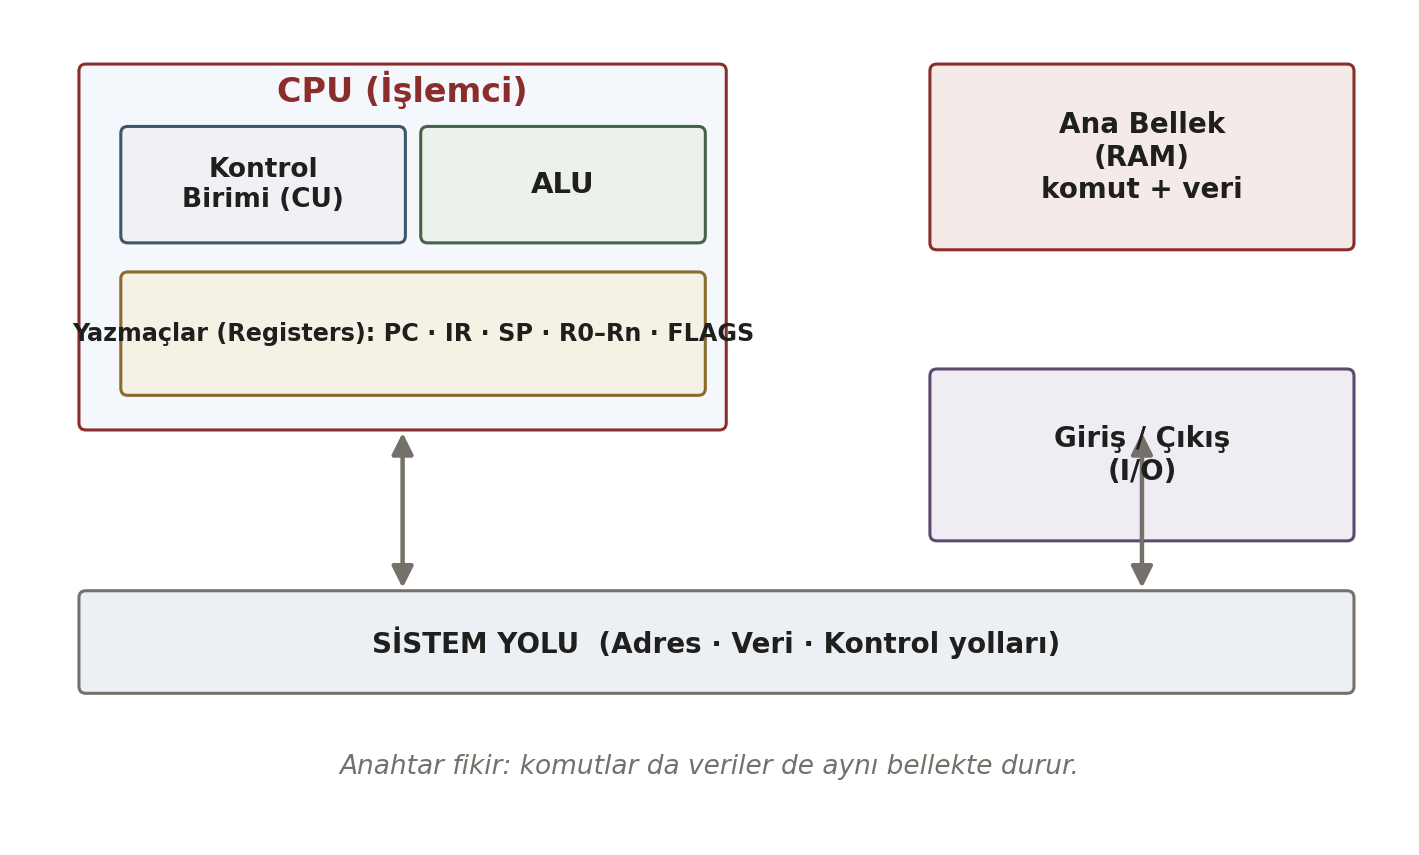 CPU (İşlemci)
Kontrol
Birimi (CU)
ALU
Yazmaçlar (Registers): PC · IR · SP · R0–Rn · FLAGS
Ana Bellek
(RAM)
komut + veri
Giriş / Çıkış
(I/O)
SİSTEM YOLU  (Adres · Veri · Kontrol yolları)
Anahtar fikir: komutlar da veriler de aynı bellekte durur.